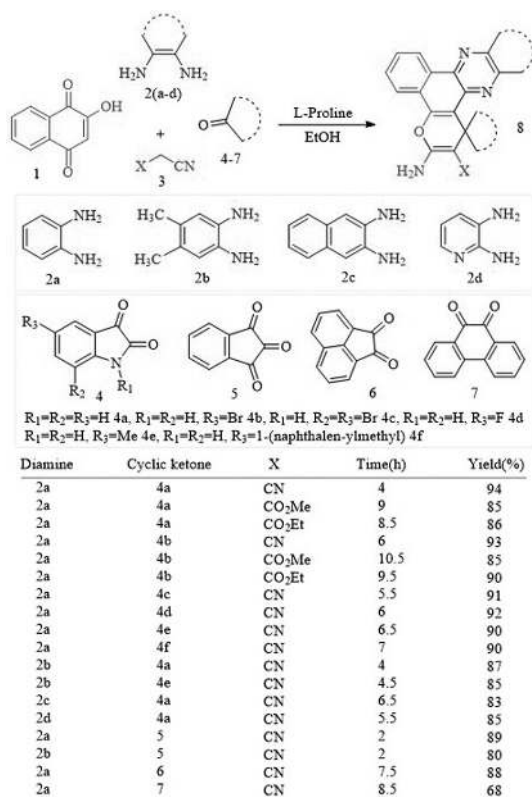 H₂N NH₂
2(a-d)
O
OH
O
1
+
X CN
3
O
4-7
L-Proline
EtOH
N
N
O
H₂N X
8
NH₂
NH₂
2a
H₃C NH₂
H₃C NH₂
2b
NH₂
NH₂
2c
NH₂
N NH₂
2d
R₃ O
O
N
R₂ R₁
4
O
O
O
5
O
O
6
O O
7
R₁=R₂=R₃=H 4a, R₁=R₂=H, R₃=Br 4b, R₁=H, R₂=R₃=Br 4c, R₁=R₂=H, R₃=F 4d
R₁=R₂=H, R₃=Me 4e, R₁=R₂=H, R₃=1-(naphthalen-ylmethyl) 4f
Diamine Cyclic ketone X Time(h) Yield(%)
2a 4a CN 4 94
2a 4a CO₂Me 9 85
2a 4a CO₂Et 8.5 86
2a 4b CN 6 93
2a 4b CO₂Me 10.5 85
2a 4b CO₂Et 9.5 90
2a 4c CN 5.5 91
2a 4d CN 6 92
2a 4e CN 6.5 90
2a 4f CN 7 90
2b 4a CN 4 87
2b 4e CN 4.5 85
2c 4a CN 6.5 83
2d 4a CN 5.5 85
2a 5 CN 2 89
2b 5 CN 2 80
2a 6 CN 7.5 88
2a 7 CN 8.5 68